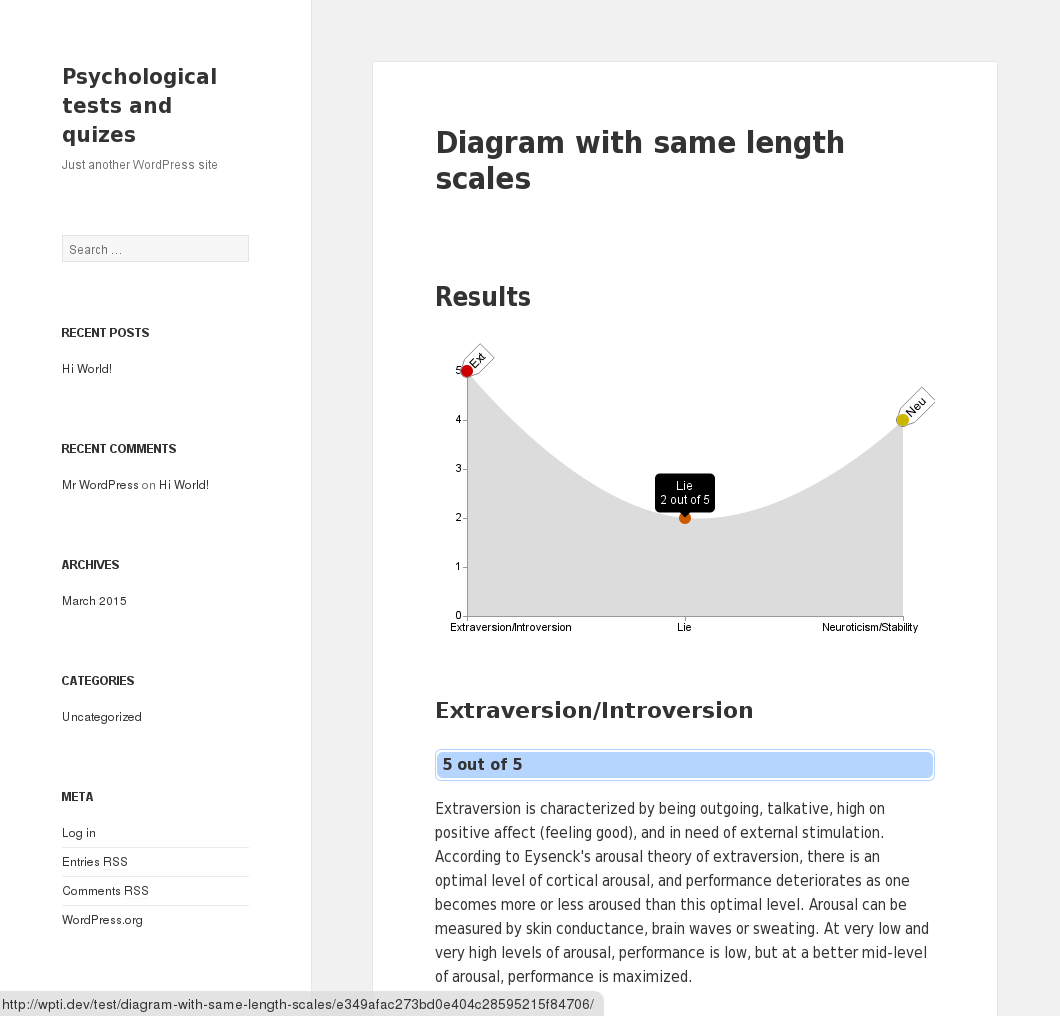 Psychological
tests and
quizes
Just another WordPress site
Search …
RECENT POSTS
Hi World!
RECENT COMMENTS
Mr WordPress on Hi World!
ARCHIVES
March 2015
CATEGORIES
Uncategorized
META
Log in
Entries RSS
Comments RSS
WordPress.org
Diagram with same length
scales
Results
Ext
5
Neu
4
3
Lie
2 out of 5
2
1
0
Extraversion/Introversion
Lie
Neuroticism/Stability
Extraversion/Introversion
5 out of 5
Extraversion is characterized by being outgoing, talkative, high on
positive affect (feeling good), and in need of external stimulation.
According to Eysenck's arousal theory of extraversion, there is an
optimal level of cortical arousal, and performance deteriorates as one
becomes more or less aroused than this optimal level. Arousal can be
measured by skin conductance, brain waves or sweating. At very low and
very high levels of arousal, performance is low, but at a better mid-level
of arousal, performance is maximized.
http://wpti.dev/test/diagram-with-same-length-scales/e349afac273bd0e404c28595215f84706/